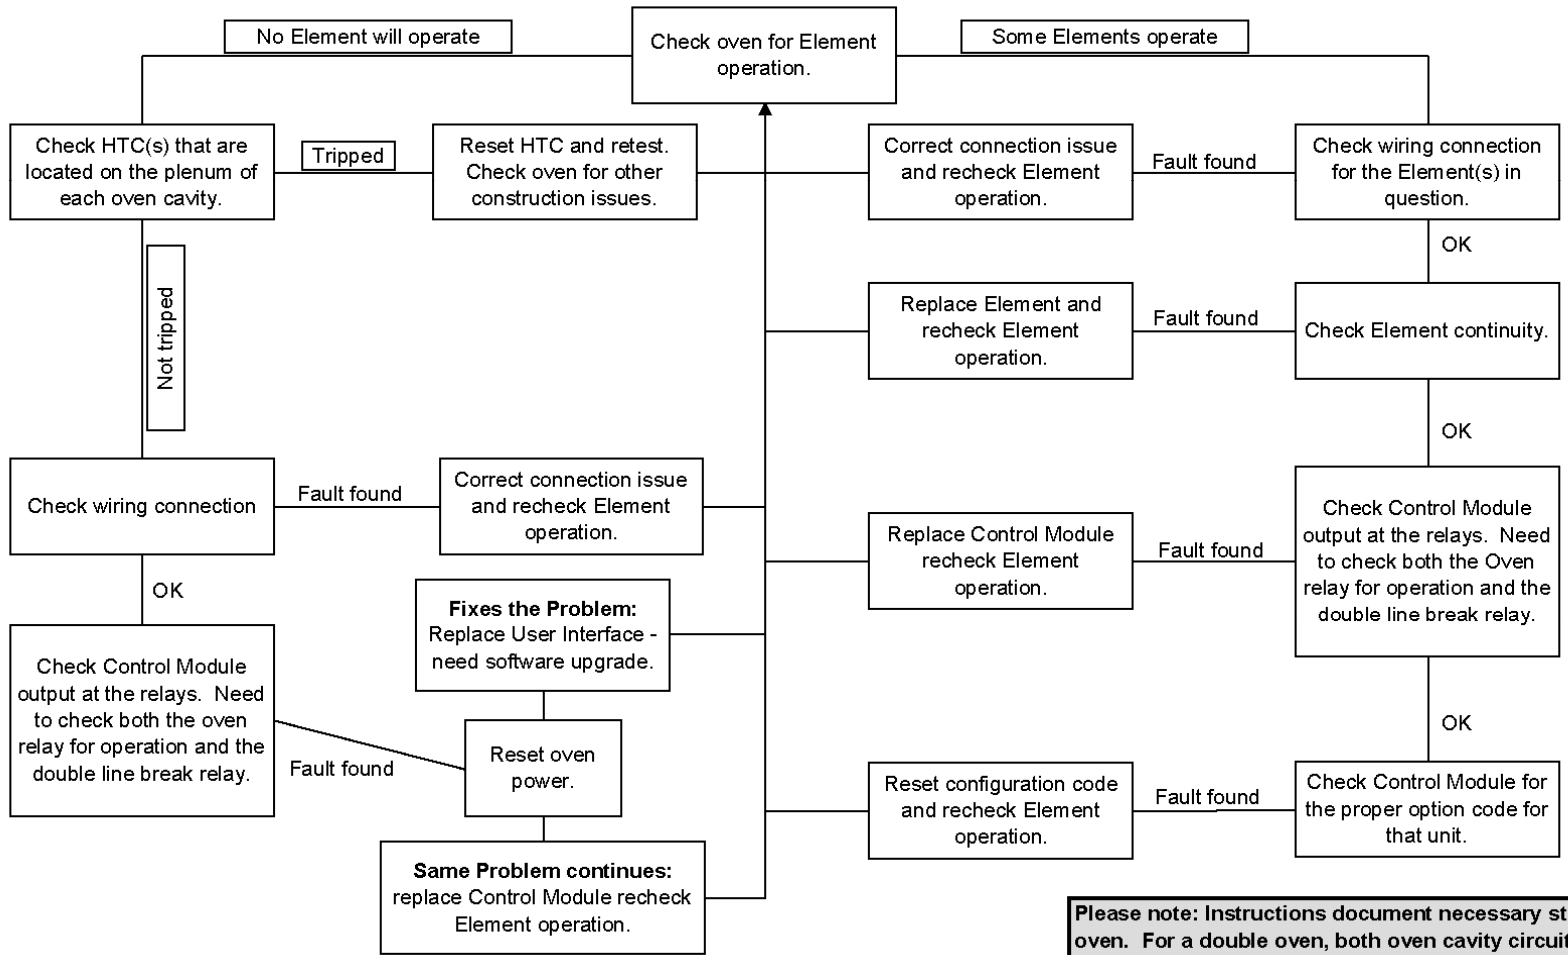 No Element will operate
Check oven for Element
operation.
Some Elements operate
Check HTC(s) that are
located on the plenum of
each oven cavity.
Tripped
Reset HTC and retest.
Check oven for other
construction issues.
Correct connection issue
and recheck Element
operation.
Fault found
Check wiring connection
for the Element(s) in
question.
OK
Not tripped
Replace Element and
recheck Element
operation.
Fault found
Check Element continuity.
OK
Check wiring connection
Fault found
Correct connection issue
and recheck Element
operation.
Replace Control Module
recheck Element
operation.
Fault found
Check Control Module
output at the relays.  Need
to check both the Oven
relay for operation and the
double line break relay.
OK
Fixes the Problem:
Replace User Interface -
need software upgrade.
Check Control Module
output at the relays.  Need
to check both the oven
relay for operation and the
double line break relay.
Fault found
Reset oven
power.
OK
Reset configuration code
and recheck Element
operation.
Fault found
Check Control Module for
the proper option code for
that unit.
Same Problem continues:
replace Control Module recheck
Element operation.
Please note: Instructions document necessary st
oven.  For a double oven, both oven cavity circuit